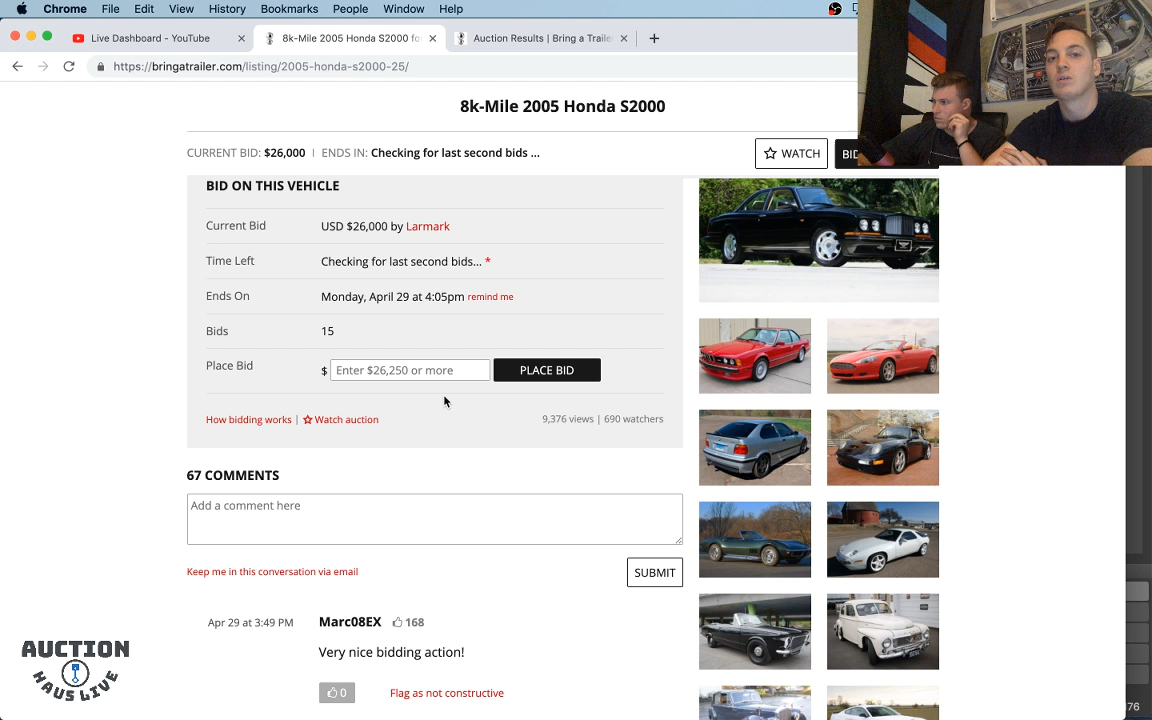 Chrome File Edit View History Bookmarks People Window Help
Live Dashboard - YouTube
8k-Mile 2005 Honda S2000 fo
Auction Results | Bring a Traile
https://bringatrailer.com/listing/2005-honda-s2000-25/
8k-Mile 2005 Honda S2000
CURRENT BID: $26,000 | ENDS IN: Checking for last second bids ...
WATCH
BID
BID ON THIS VEHICLE
Current Bid USD $26,000 by Larmark
Time Left Checking for last second bids... *
Ends On Monday, April 29 at 4:05pm remind me
Bids 15
Place Bid $ Enter $26,250 or more PLACE BID
How bidding works | Watch auction 9,376 views | 690 watchers
67 COMMENTS
Add a comment here
Keep me in this conversation via email SUBMIT
Apr 29 at 3:49 PM Marc08EX 168
Very nice bidding action!
0 Flag as not constructive
AUCTION
HAUS LIVE
76